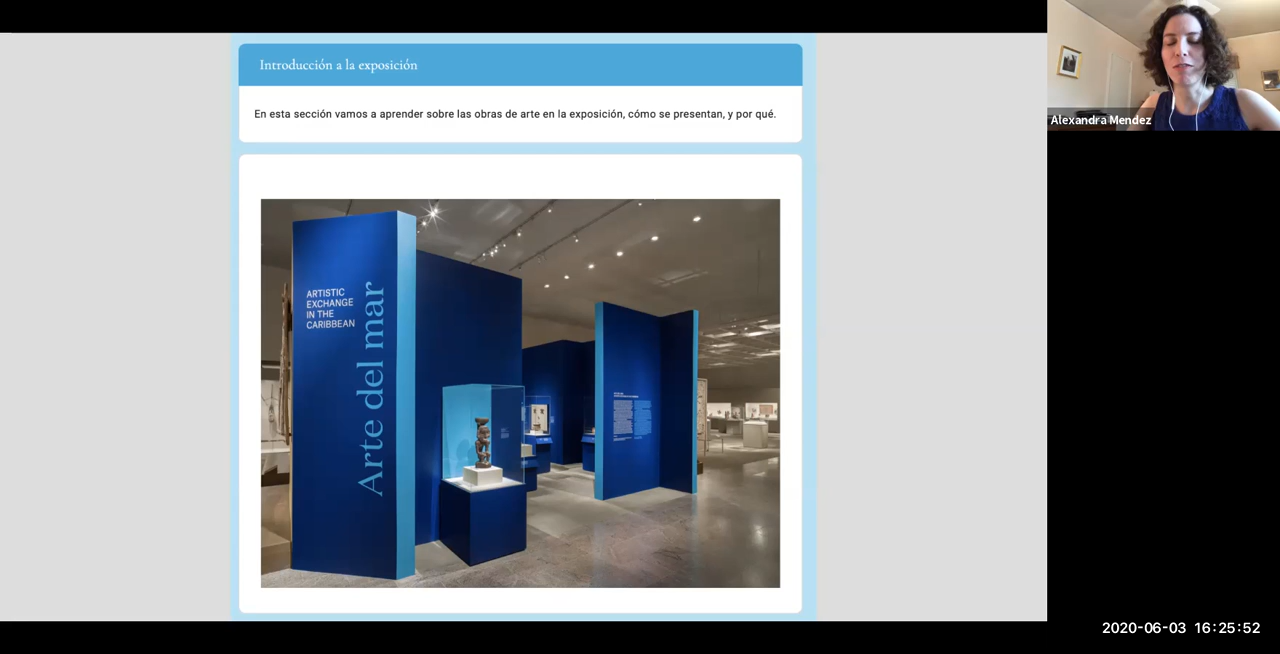 Introducción a la exposición
En esta sección vamos a aprender sobre las obras de arte en la exposición, cómo se presentan, y por qué.
ARTISTIC
EXCHANGE
IN THE
CARIBBEAN
Arte del mar
Alexandra Mendez
2020-06-03 16:25:52